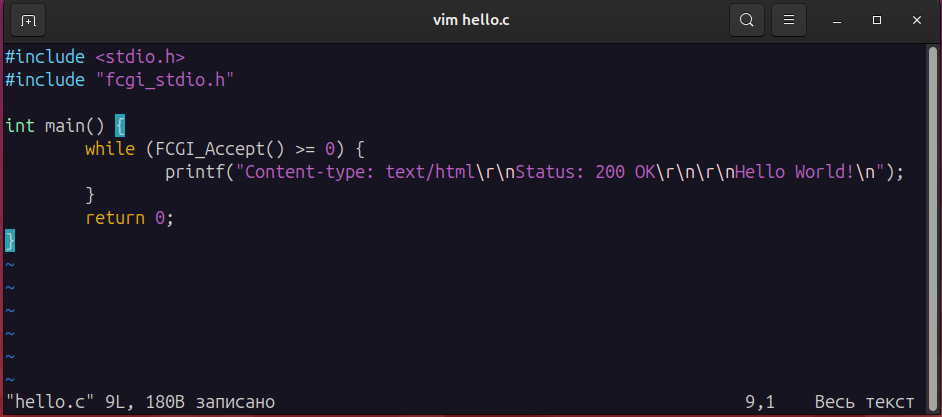 vim hello.c
#include <stdio.h>
#include "fcgi_stdio.h"

int main() {
        while (FCGI_Accept() >= 0) {
                printf("Content-type: text/html\r\nStatus: 200 OK\r\n\r\nHello World!\n");
        }
        return 0;
}
~
~
~
~
~
~
"hello.c" 9L, 180B записано 9,1 Весь текст